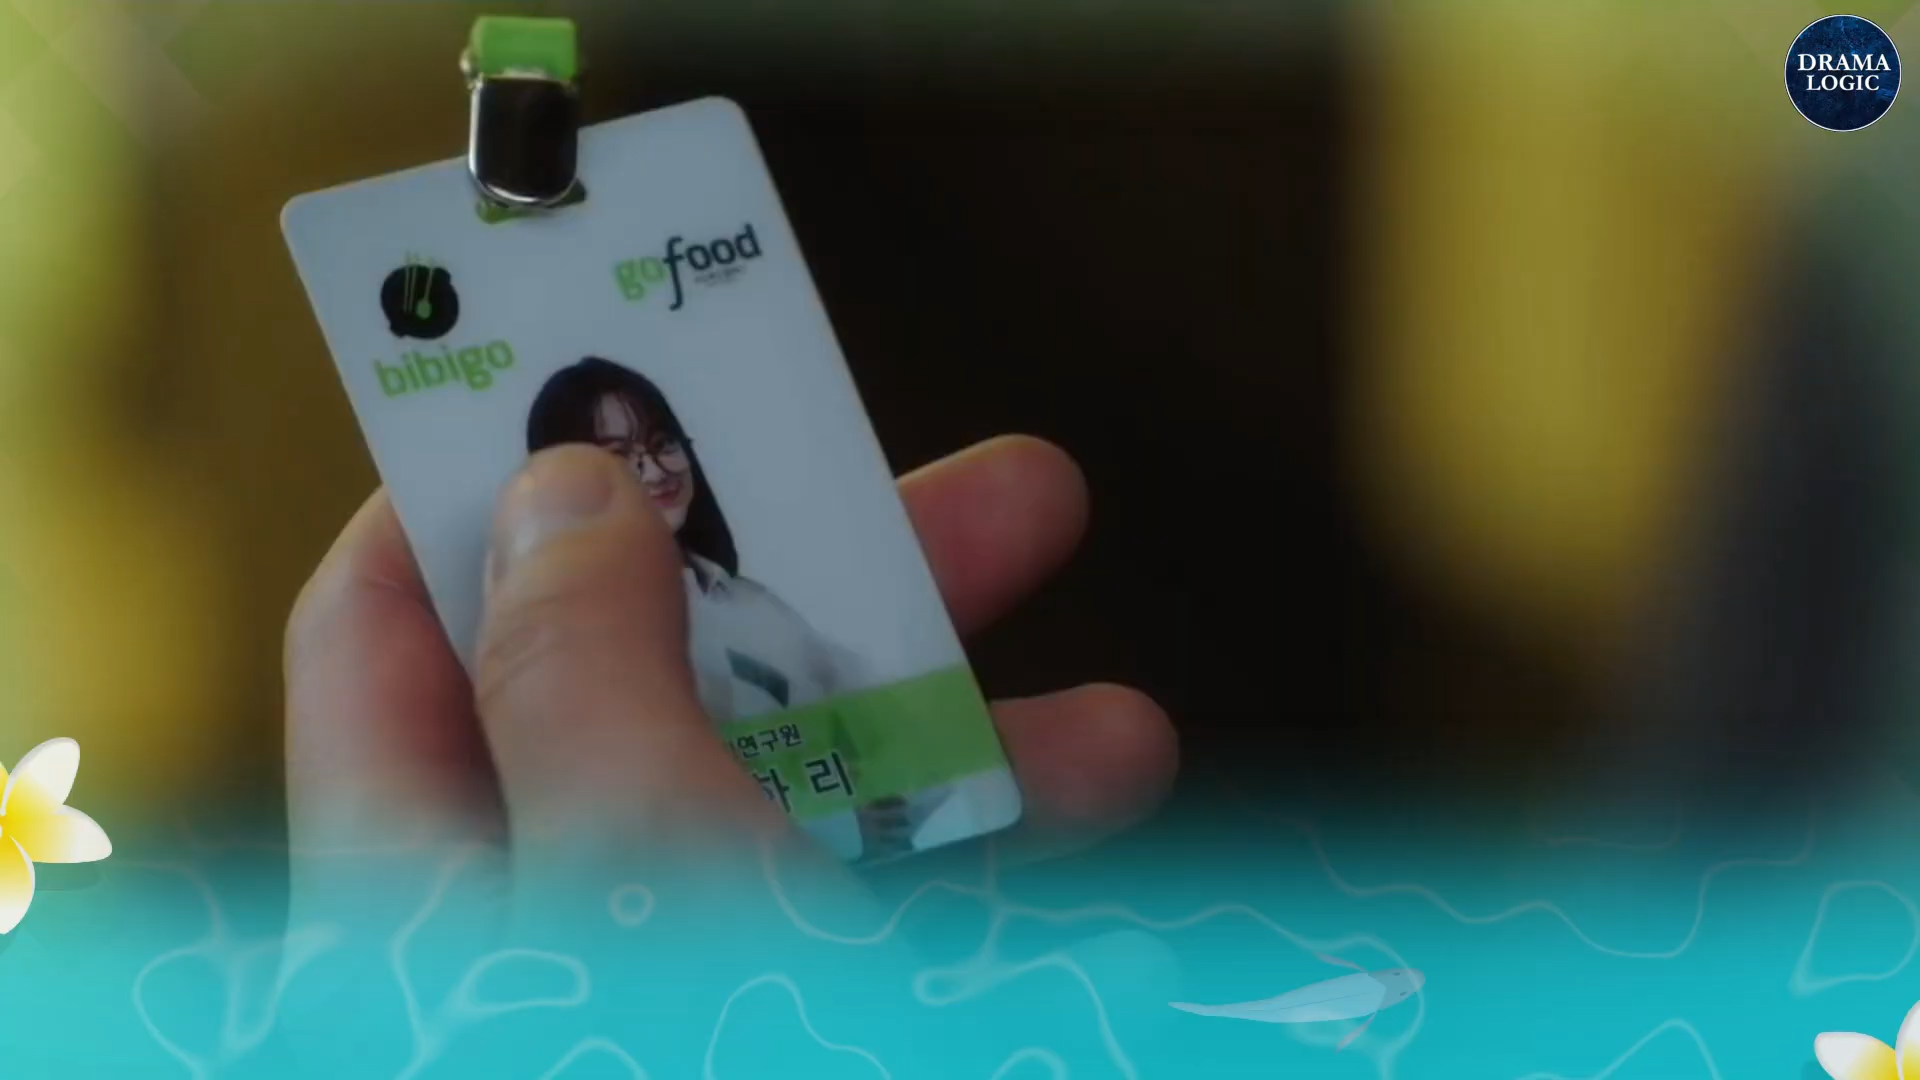 DRAMA
LOGIC
gofood
bibigo
연구원
하 리